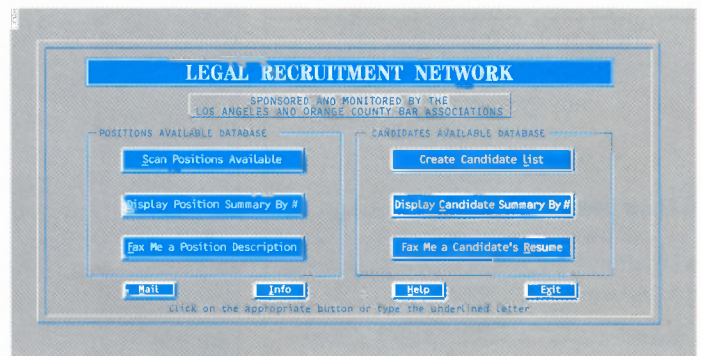 LEGAL RECRUITMENT NETWORK
SPONSORED AND MONITORED BY THE
LOS ANGELES AND ORANGE COUNTY BAR ASSOCIATIONS
POSITIONS AVAILABLE DATABASE
Scan Positions Available
Display Position Summary By #
Fax Me a Position Description
CANDIDATES AVAILABLE DATABASE
Create Candidate List
Display Candidate Summary By #
Fax Me a Candidate's Resume
Mail
Info
Help
Exit
Click on the appropriate button or type the underlined letter